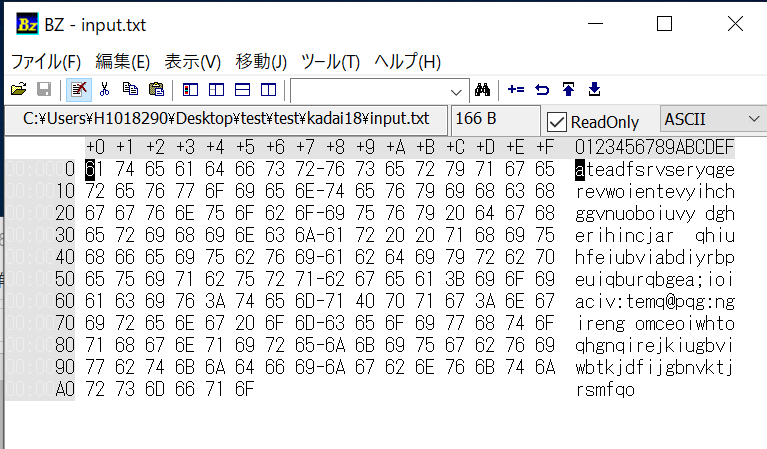 BZ - input.txt
ファイル(F) 編集(E) 表示(V) 移動(J) ツール(T) ヘルプ(H)
C:¥Users¥H1018290¥Desktop¥test¥test¥kadai18¥input.txt 166 B ReadOnly ASCII
+0 +1 +2 +3 +4 +5 +6 +7 +8 +9 +A +B +C +D +E +F 0123456789ABCDEF
0 61 74 65 61 64 66 73 72-76 73 65 72 79 71 67 65 ateadfsrvseryqge
10 72 65 76 77 6F 69 65 6E-74 65 76 79 69 68 63 68 revwoientevyihch
20 67 67 76 6E 75 6F 62 6F-69 75 76 79 20 64 67 68 ggvnuoboiuvy dgh
30 65 72 69 68 69 6E 63 6A-61 72 20 20 71 68 69 75 erihincjar  qhiu
40 68 66 65 69 75 62 76 69-61 62 64 69 79 72 62 70 hfeiubviabdiyrbp
50 65 75 69 71 62 75 72 71-62 67 65 61 3B 69 6F 69 euiqburqbgea;ioi
60 61 63 69 76 3A 74 65 6D-71 40 70 71 67 3A 6E 67 aciv:temq@pqg:ng
70 69 72 65 6E 67 20 6F 6D-63 65 6F 69 77 68 74 6F ireng omceoiwhto
80 71 68 67 6E 71 69 72 65-6A 6B 69 75 67 62 76 69 qhgnqirejkiugbvi
90 77 62 74 6B 6A 64 66 69-6A 67 62 6E 76 6B 74 6A wbtkjdfijgbnvktj
A0 72 73 6D 66 71 6F rsmfqo